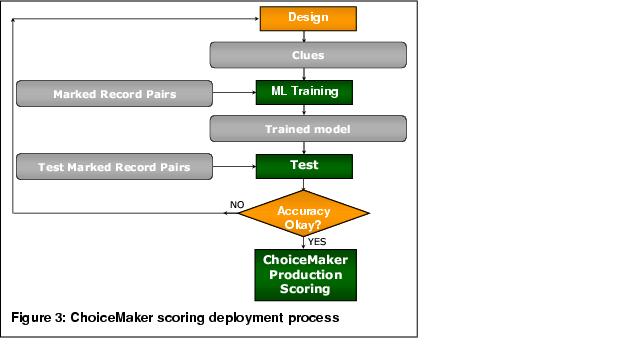 Design
Clues
Marked Record Pairs
ML Training
Trained model
Test Marked Record Pairs
Test
NO
Accuracy
Okay?
YES
ChoiceMaker
Production
Scoring
Figure 3: ChoiceMaker scoring deployment process